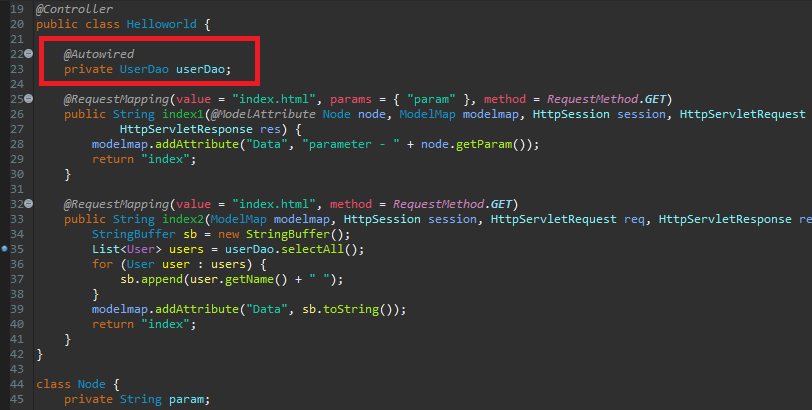 19 @Controller
20 public class Helloworld {
21
22 @Autowired
23 private UserDao userDao;
24
25 @RequestMapping(value = "index.html", params = { "param" }, method = RequestMethod.GET)
26 public String index1(@ModelAttribute Node node, ModelMap modelmap, HttpSession session, HttpServletRequest
27 HttpServletResponse res) {
28 modelmap.addAttribute("Data", "parameter - " + node.getParam());
29 return "index";
30 }
31
32 @RequestMapping(value = "index.html", method = RequestMethod.GET)
33 public String index2(ModelMap modelmap, HttpSession session, HttpServletRequest req, HttpServletResponse re
34 StringBuffer sb = new StringBuffer();
35 List<User> users = userDao.selectAll();
36 for (User user : users) {
37 sb.append(user.getName() + " ");
38 }
39 modelmap.addAttribute("Data", sb.toString());
40 return "index";
41 }
42 }
43
44 class Node {
45 private String param;